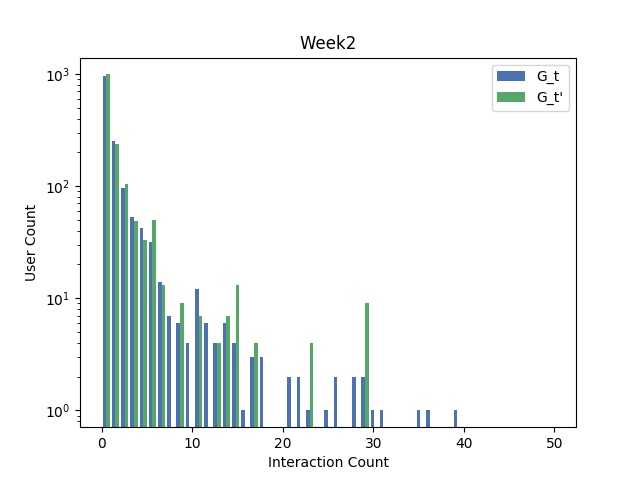 Week2
G_t
G_t'
User Count
10³
10²
10¹
10⁰
0 10 20 30 40 50
Interaction Count